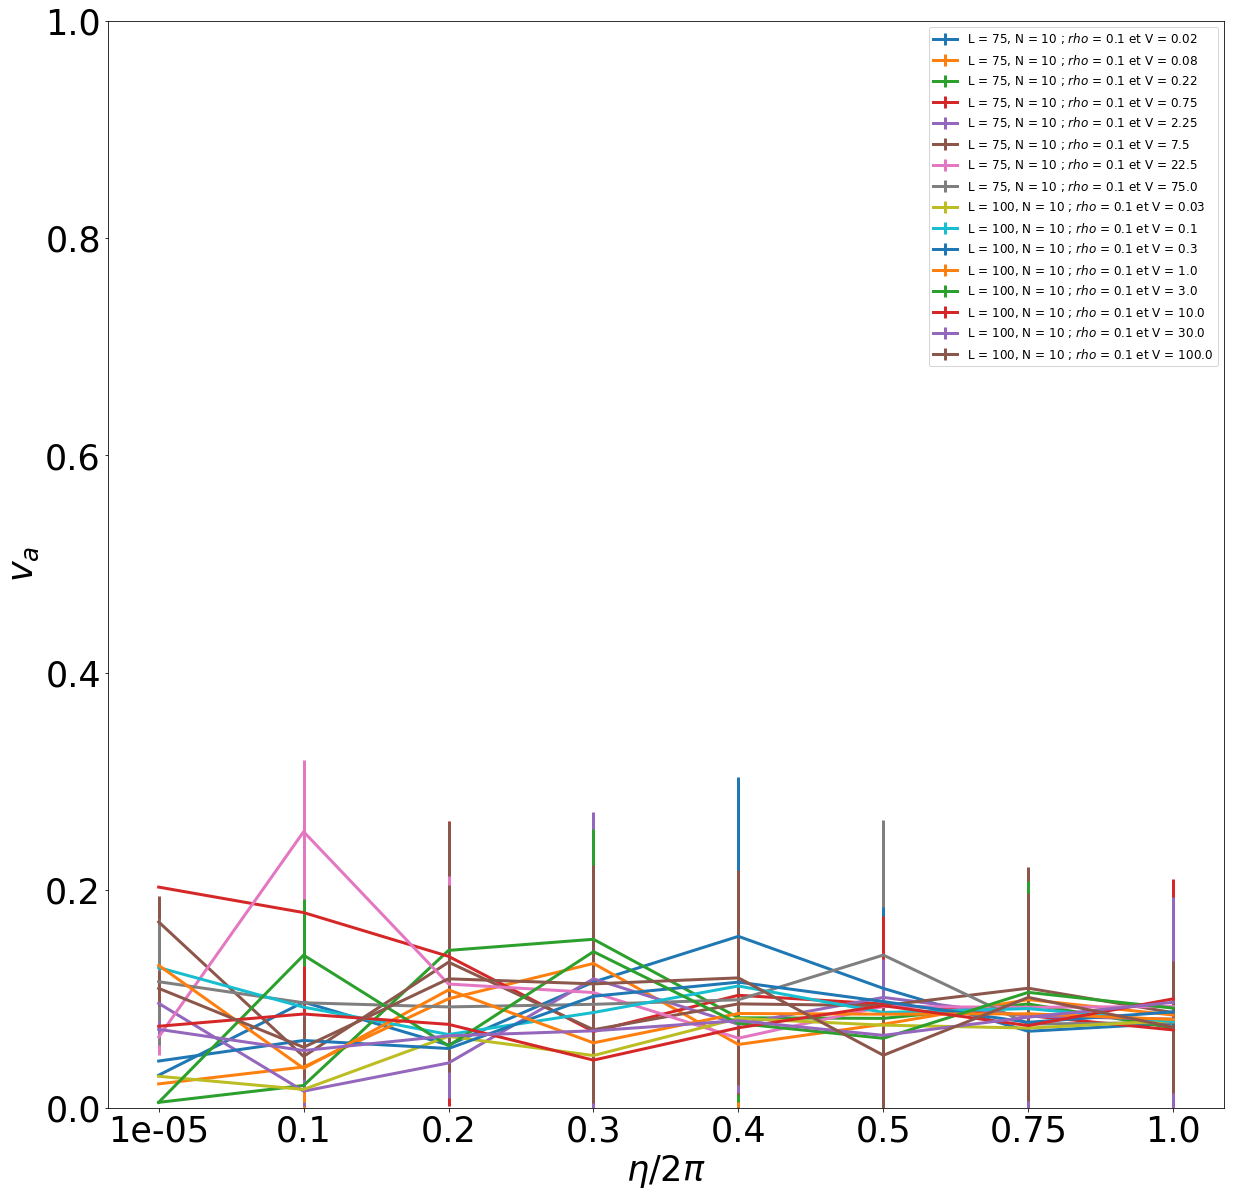 1.0
0.8
0.6
0.4
0.2
0.0
v_a
L = 75, N = 10 ; rho = 0.1 et V = 0.02
L = 75, N = 10 ; rho = 0.1 et V = 0.08
L = 75, N = 10 ; rho = 0.1 et V = 0.22
L = 75, N = 10 ; rho = 0.1 et V = 0.75
L = 75, N = 10 ; rho = 0.1 et V = 2.25
L = 75, N = 10 ; rho = 0.1 et V = 7.5
L = 75, N = 10 ; rho = 0.1 et V = 22.5
L = 75, N = 10 ; rho = 0.1 et V = 75.0
L = 100, N = 10 ; rho = 0.1 et V = 0.03
L = 100, N = 10 ; rho = 0.1 et V = 0.1
L = 100, N = 10 ; rho = 0.1 et V = 0.3
L = 100, N = 10 ; rho = 0.1 et V = 1.0
L = 100, N = 10 ; rho = 0.1 et V = 3.0
L = 100, N = 10 ; rho = 0.1 et V = 10.0
L = 100, N = 10 ; rho = 0.1 et V = 30.0
L = 100, N = 10 ; rho = 0.1 et V = 100.0
1e-05 0.1 0.2 0.3 0.4 0.5 0.75 1.0
η/2π